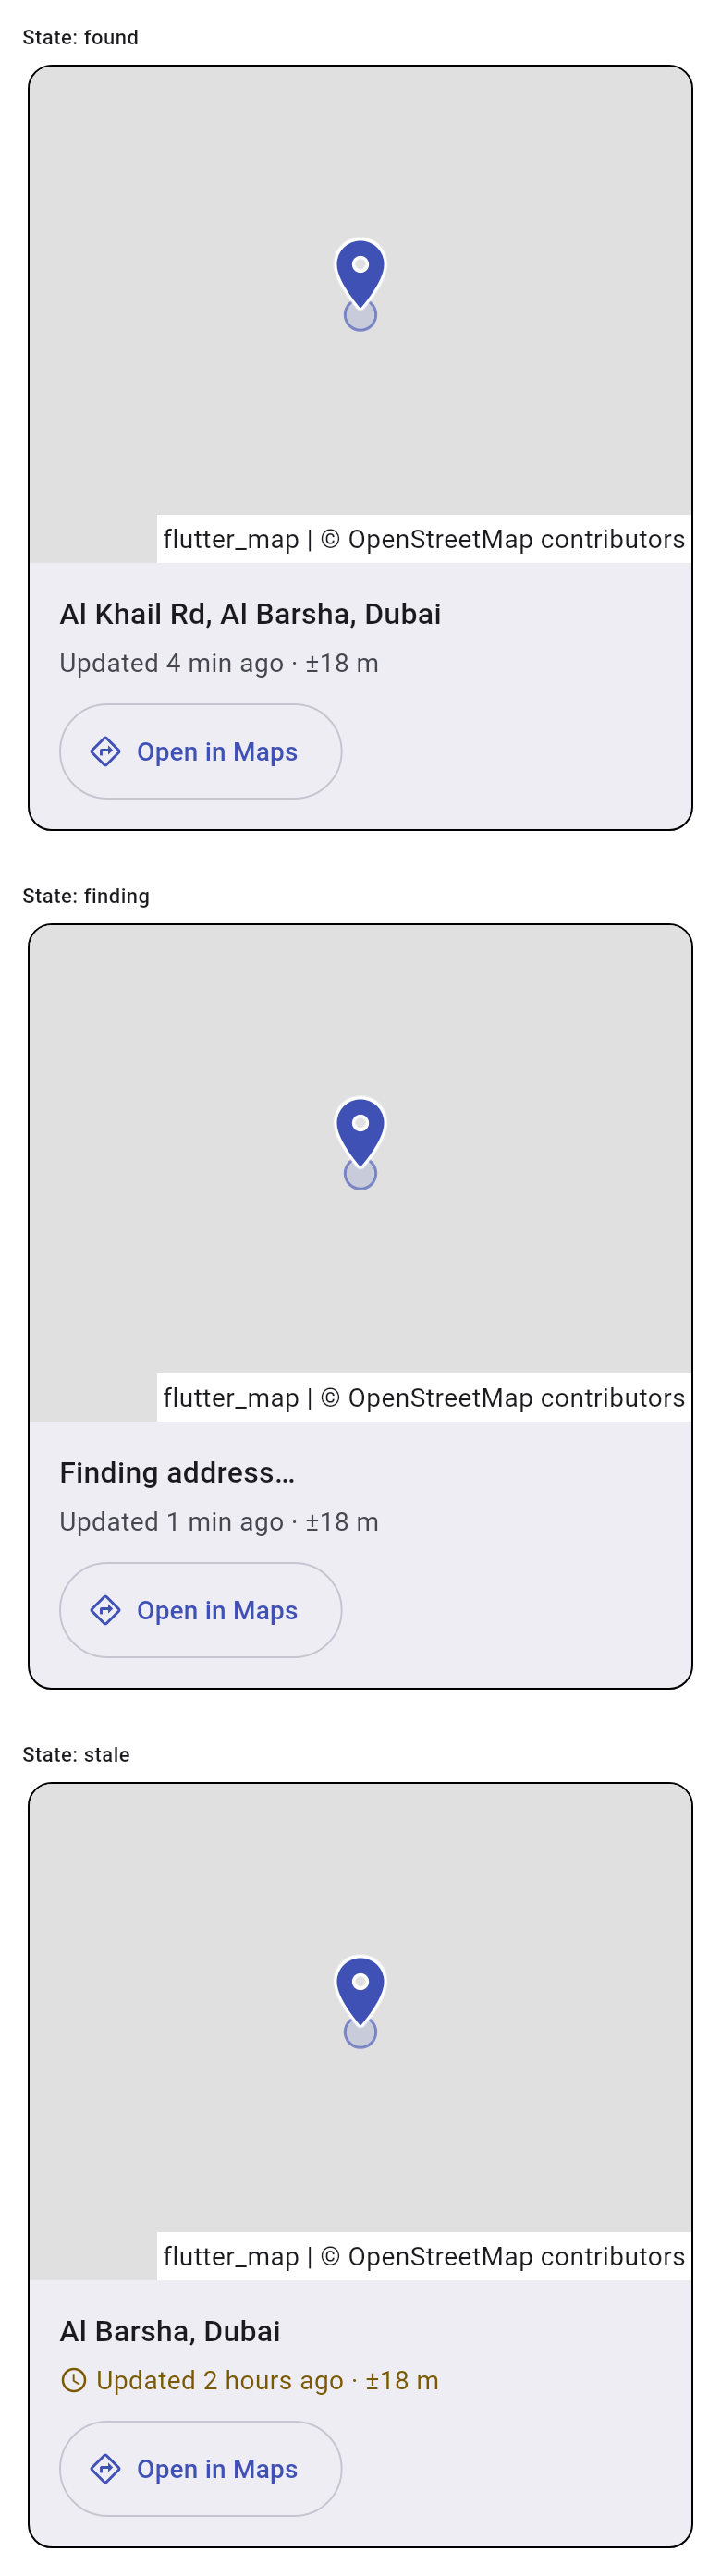 State: found
flutter_map | © OpenStreetMap contributors
Al Khail Rd, Al Barsha, Dubai
Updated 4 min ago · ±18 m
Open in Maps
State: finding
flutter_map | © OpenStreetMap contributors
Finding address…
Updated 1 min ago · ±18 m
Open in Maps
State: stale
flutter_map | © OpenStreetMap contributors
Al Barsha, Dubai
Updated 2 hours ago · ±18 m
Open in Maps